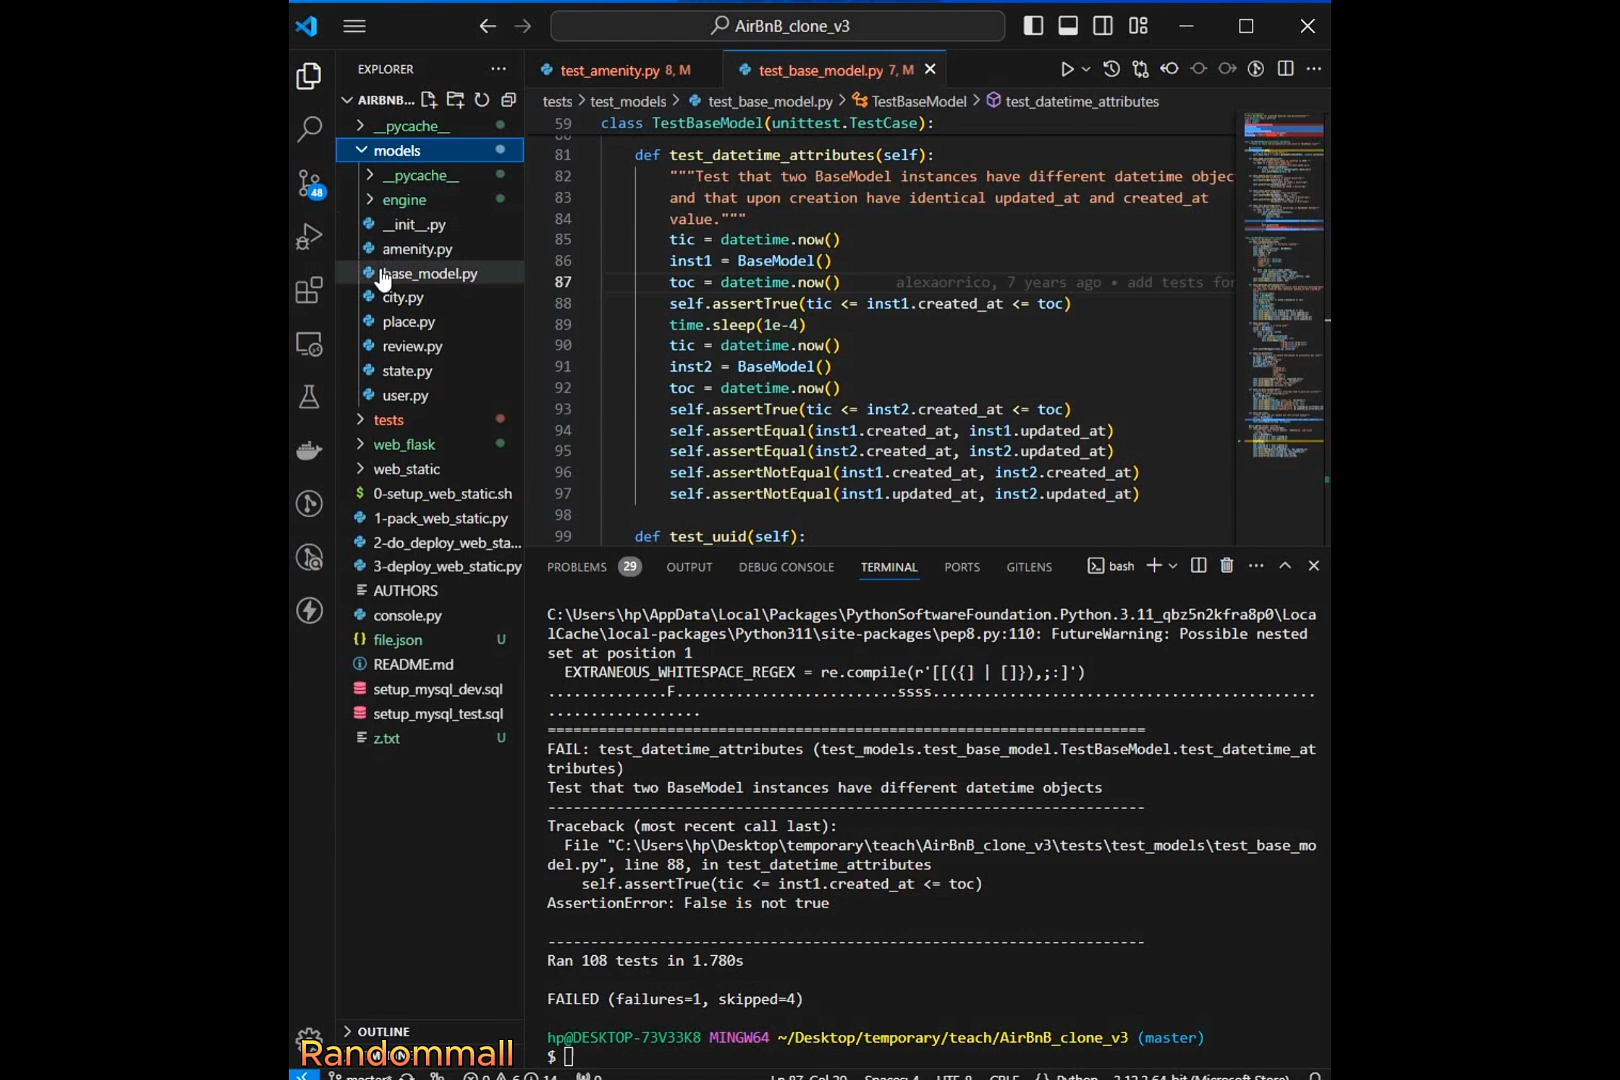 AirBnB_clone_v3
EXPLORER
AIRBNB...
__pycache__
models
__pycache__
engine
__init__.py
amenity.py
base_model.py
city.py
place.py
review.py
state.py
user.py
tests
web_flask
web_static
0-setup_web_static.sh
1-pack_web_static.py
2-do_deploy_web_sta...
3-deploy_web_static.py
AUTHORS
console.py
file.json U
README.md
setup_mysql_dev.sql
setup_mysql_test.sql
z.txt U
OUTLINE
48
test_amenity.py 8, M
test_base_model.py 7, M
tests > test_models > test_base_model.py > TestBaseModel > test_datetime_attributes
59 class TestBaseModel(unittest.TestCase):
81 def test_datetime_attributes(self):
82 """Test that two BaseModel instances have different datetime objec
83 and that upon creation have identical updated_at and created_at
84 value."""
85 tic = datetime.now()
86 inst1 = BaseModel()
87 toc = datetime.now() alexaorrico, 7 years ago • add tests for
88 self.assertTrue(tic <= inst1.created_at <= toc)
89 time.sleep(1e-4)
90 tic = datetime.now()
91 inst2 = BaseModel()
92 toc = datetime.now()
93 self.assertTrue(tic <= inst2.created_at <= toc)
94 self.assertEqual(inst1.created_at, inst1.updated_at)
95 self.assertEqual(inst2.created_at, inst2.updated_at)
96 self.assertNotEqual(inst1.created_at, inst2.created_at)
97 self.assertNotEqual(inst1.updated_at, inst2.updated_at)
98
99 def test_uuid(self):
PROBLEMS 29 OUTPUT DEBUG CONSOLE TERMINAL PORTS GITLENS bash
C:\Users\hp\AppData\Local\Packages\PythonSoftwareFoundation.Python.3.11_qbz5n2kfra8p0\Loca
lCache\local-packages\Python311\site-packages\pep8.py:110: FutureWarning: Possible nested
set at position 1
EXTRANEOUS_WHITESPACE_REGEX = re.compile(r'[[({] | []}),;:]')
..............F..........................ssss.............................................
..................
======================================================================
FAIL: test_datetime_attributes (test_models.test_base_model.TestBaseModel.test_datetime_at
tributes)
Test that two BaseModel instances have different datetime objects
----------------------------------------------------------------------
Traceback (most recent call last):
File "C:\Users\hp\Desktop\temporary\teach\AirBnB_clone_v3\tests\test_models\test_base_mo
del.py", line 88, in test_datetime_attributes
self.assertTrue(tic <= inst1.created_at <= toc)
AssertionError: False is not true
----------------------------------------------------------------------
Ran 108 tests in 1.780s
FAILED (failures=1, skipped=4)
hp@DESKTOP-73V33K8 MINGW64 ~/Desktop/temporary/teach/AirBnB_clone_v3 (master)
$
Randommall